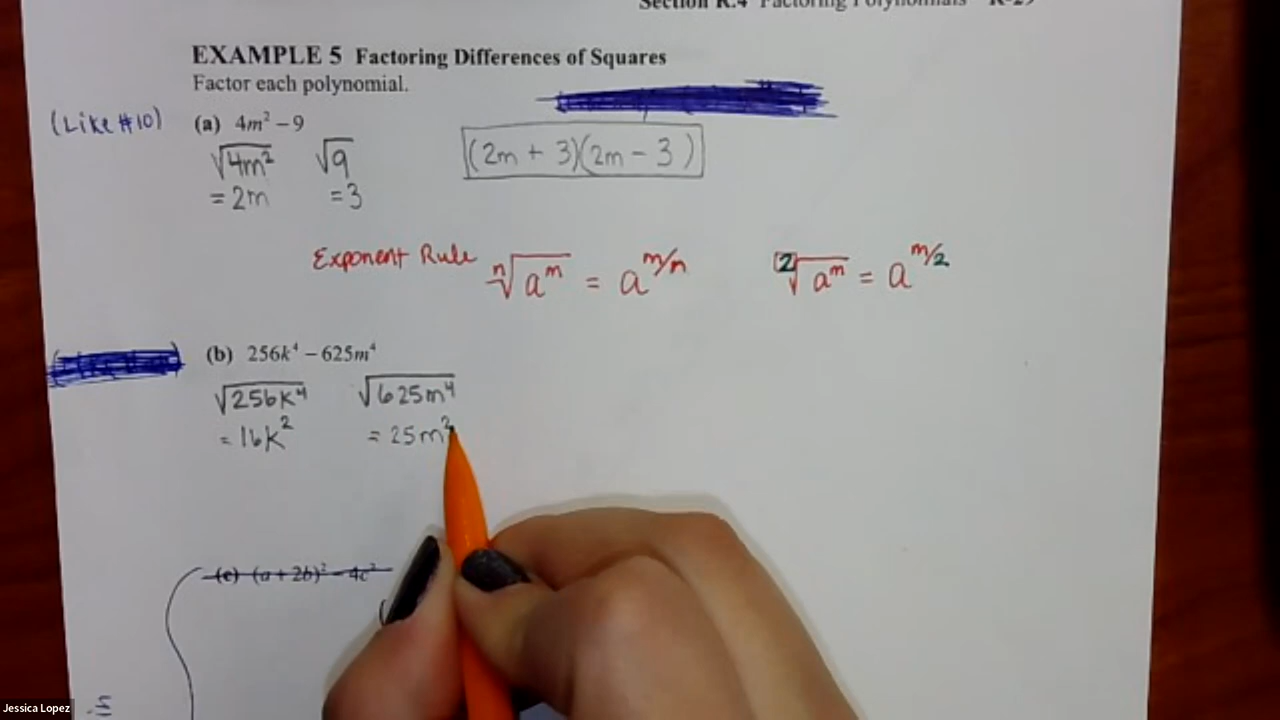 Section R.4 Factoring Polynomials R-29
EXAMPLE 5 Factoring Differences of Squares
Factor each polynomial.
(Like #10) (a) 4m² – 9
√4m² √9 (2m + 3)(2m – 3)
= 2m = 3
Exponent Rule ⁿ√aᵐ = a^m/n ²√aᵐ = a^m/2
(b) 256k⁴ – 625m⁴
√256k⁴ √625m⁴
= 16k² = 25m²
(c) (a + 2b)² – 4c²
Jessica Lopez